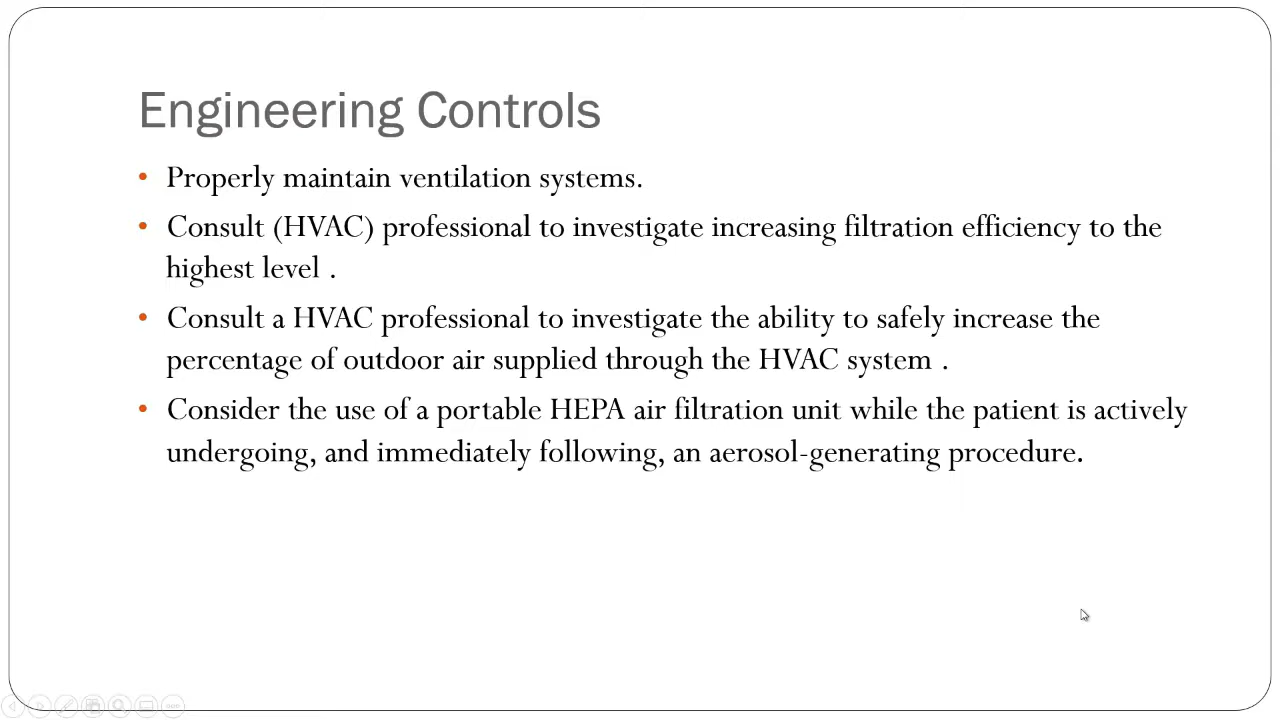 Engineering Controls
• Properly maintain ventilation systems.
• Consult (HVAC) professional to investigate increasing filtration efficiency to the
highest level .
• Consult a HVAC professional to investigate the ability to safely increase the
percentage of outdoor air supplied through the HVAC system .
• Consider the use of a portable HEPA air filtration unit while the patient is actively
undergoing, and immediately following, an aerosol-generating procedure.